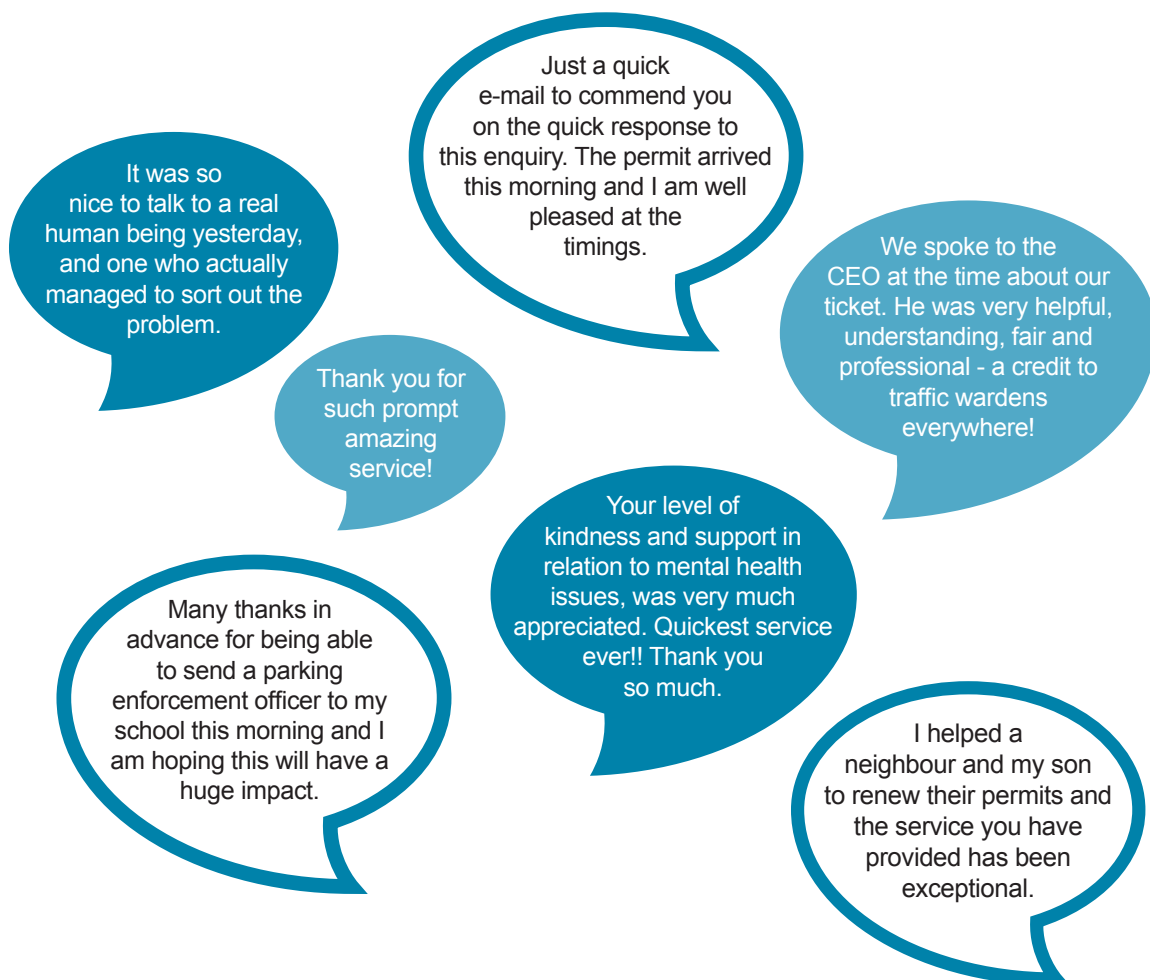 Just a quick
e-mail to commend you
on the quick response to
this enquiry. The permit arrived
this morning and I am well
pleased at the
timings.
It was so
nice to talk to a real
human being yesterday,
and one who actually
managed to sort out the
problem.
We spoke to the
CEO at the time about our
ticket. He was very helpful,
understanding, fair and
professional - a credit to
traffic wardens
everywhere!
Thank you for
such prompt
amazing
service!
Your level of
kindness and support in
relation to mental health
issues, was very much
appreciated. Quickest service
ever!! Thank you
so much.
Many thanks in
advance for being able
to send a parking
enforcement officer to my
school this morning and I
am hoping this will have a
huge impact.
I helped a
neighbour and my son
to renew their permits and
the service you have
provided has been
exceptional.